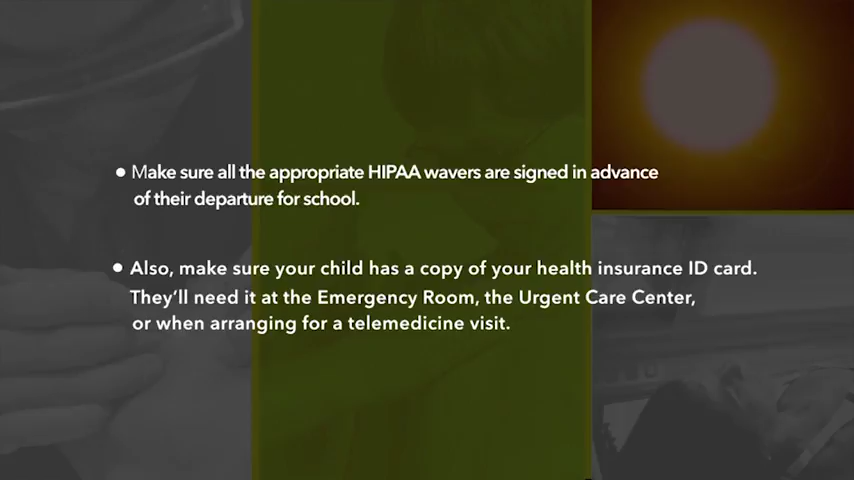 • Make sure all the appropriate HIPAA wavers are signed in advance
of their departure for school.
• Also, make sure your child has a copy of your health insurance ID card.
They'll need it at the Emergency Room, the Urgent Care Center,
or when arranging for a telemedicine visit.